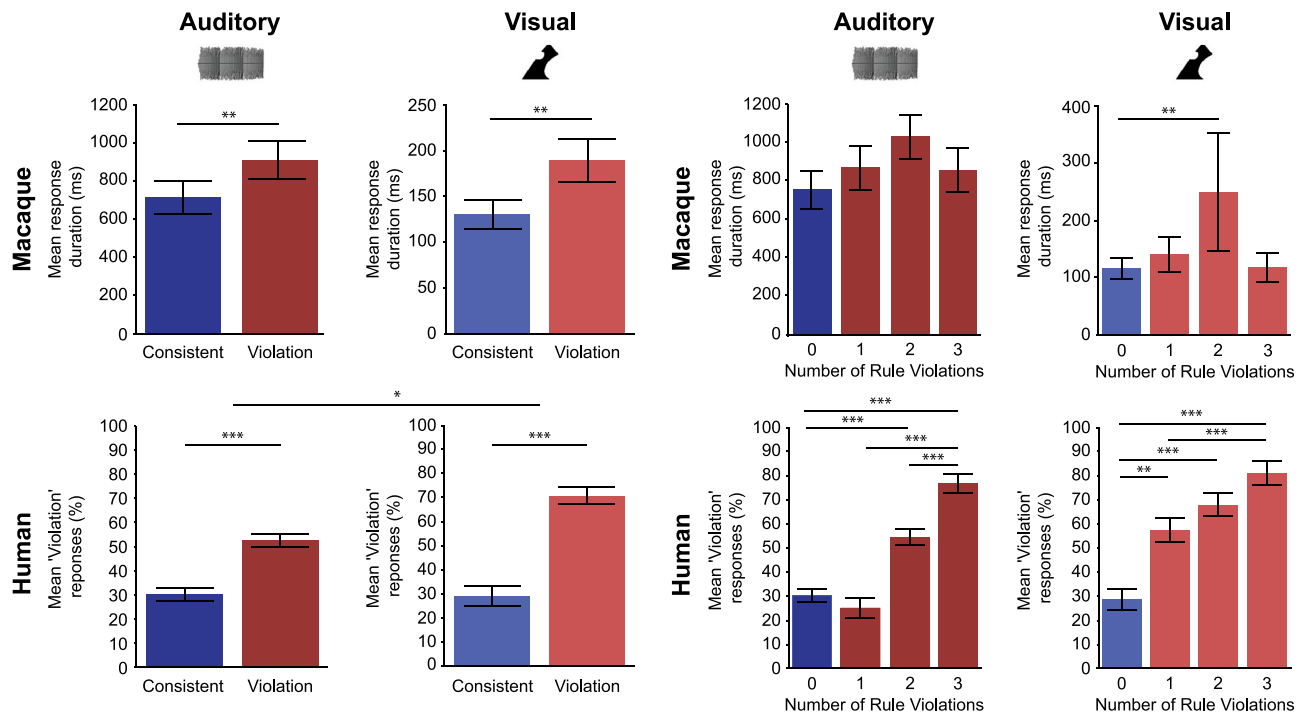 Auditory
Visual
Auditory
Visual
Macaque
Mean response
duration (ms)
1200
1000
800
600
400
200
0
**
Consistent
Violation
Mean response
duration (ms)
250
200
150
100
50
0
**
Consistent
Violation
Macaque
Mean response
duration (ms)
1200
1000
800
600
400
200
0
0
1
2
3
Number of Rule Violations
Mean response
duration (ms)
400
300
200
100
0
**
0
1
2
3
Number of Rule Violations
*
Human
Mean 'Violation'
reponses (%)
100
90
80
70
60
50
40
30
20
10
0
***
Consistent
Violation
Mean 'Violation'
reponses (%)
100
90
80
70
60
50
40
30
20
10
0
***
Consistent
Violation
Human
Mean 'Violation'
responses (%)
100
90
80
70
60
50
40
30
20
10
0
***
***
***
***
0
1
2
3
Number of Rule Violations
Mean 'Violation'
responses (%)
100
90
80
70
60
50
40
30
20
10
0
***
***
***
**
0
1
2
3
Number of Rule Violations